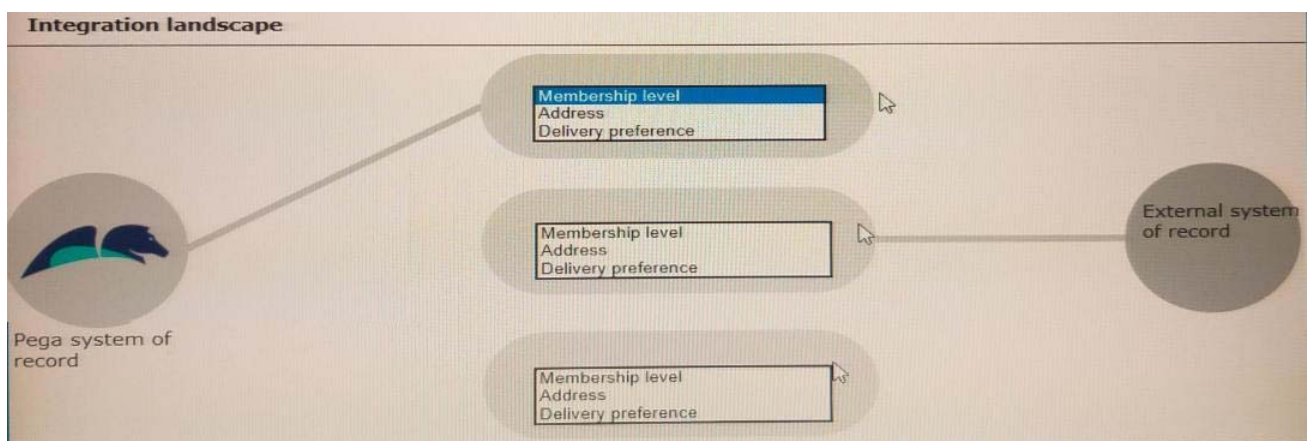 Integration landscape
Membership level
Address
Delivery preference
Membership level
Address
Delivery preference
External system
of record
Pega system of
record
Membership level
Address
Delivery preference